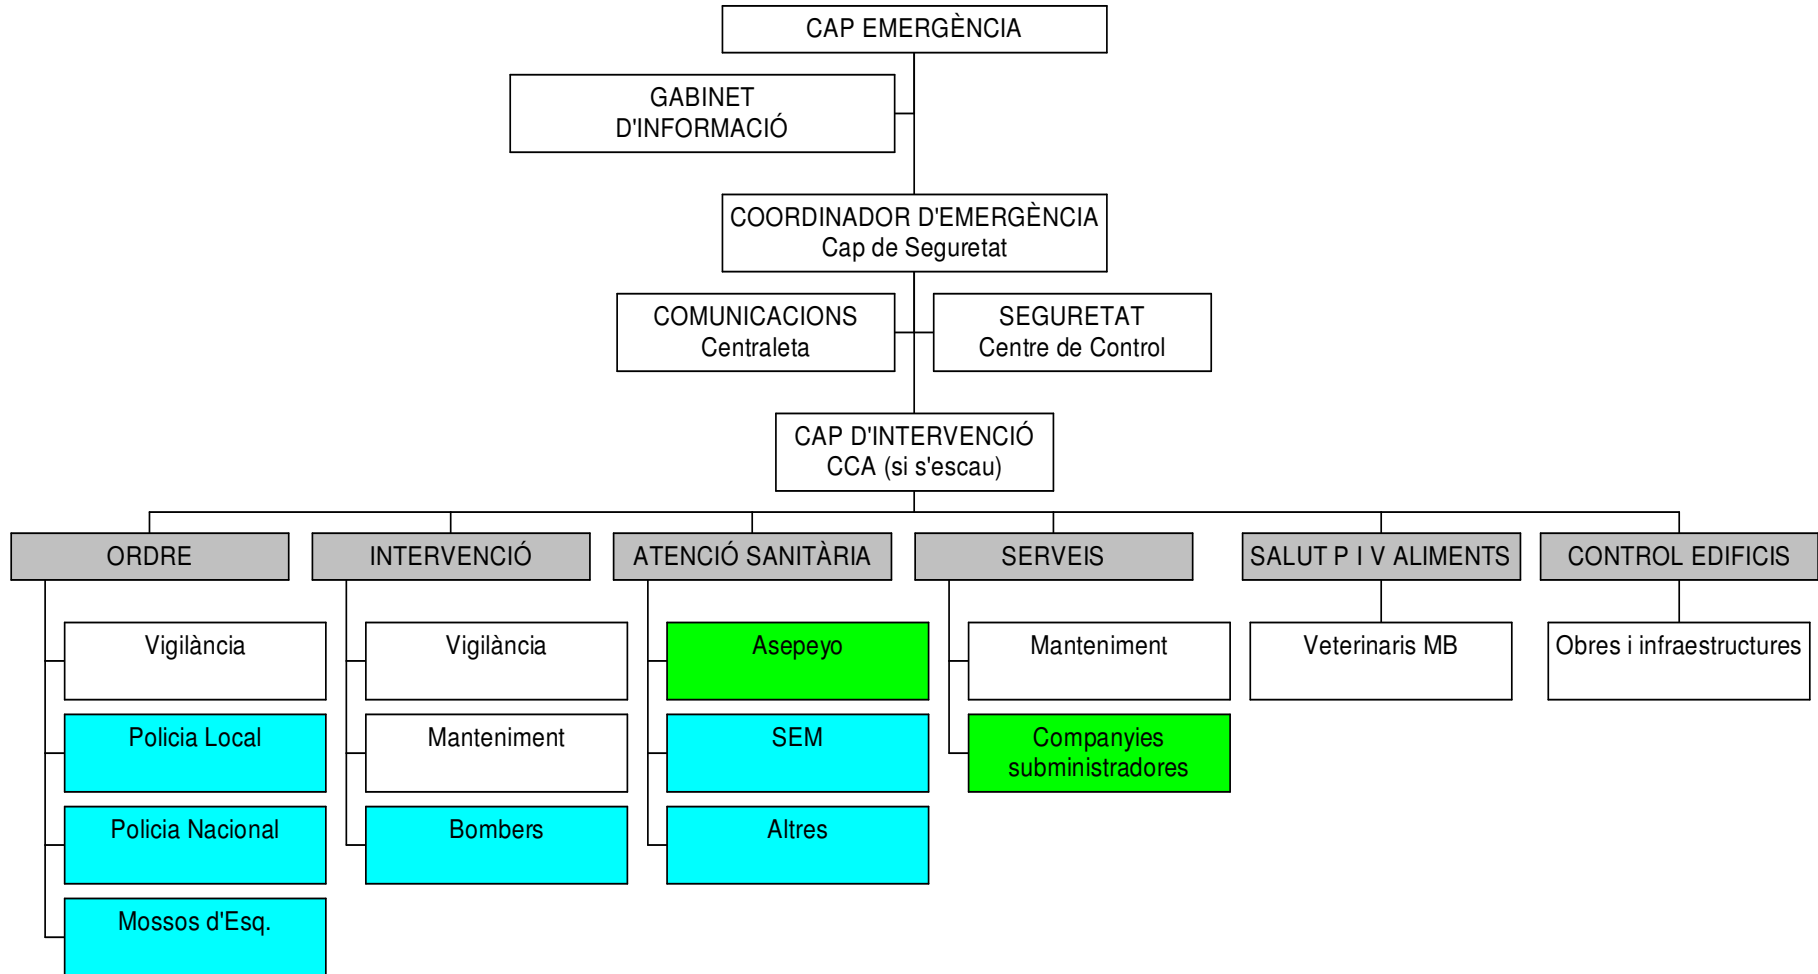 CAP EMERGÈNCIA
GABINET
D'INFORMACIÓ
COORDINADOR D'EMERGÈNCIA
Cap de Seguretat
COMUNICACIONS
Centraleta
SEGURETAT
Centre de Control
CAP D'INTERVENCIÓ
CCA (si s'escau)
ORDRE
INTERVENCIÓ
ATENCIÓ SANITÀRIA
SERVEIS
SALUT P I V ALIMENTS
CONTROL EDIFICIS
Vigilància
Vigilància
Asepeyo
Manteniment
Veterinaris MB
Obres i infraestructures
Policia Local
Manteniment
SEM
Companyies
subministradores
Policia Nacional
Bombers
Altres
Mossos d'Esq.